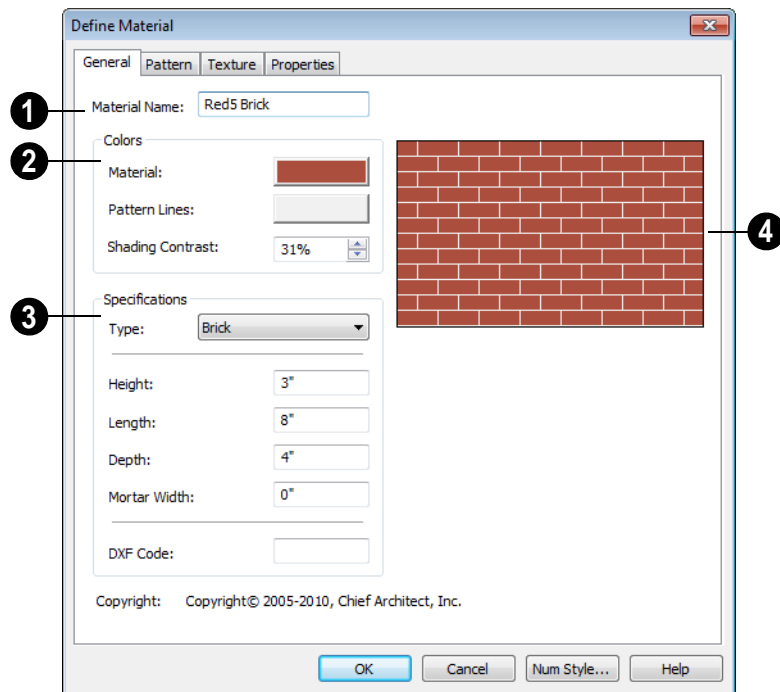 Define Material
General Pattern Texture Properties
1 Material Name: Red5 Brick
Colors
2
Material:
Pattern Lines:
Shading Contrast: 31%
4
Specifications
3
Type: Brick
Height: 3"
Length: 8"
Depth: 4"
Mortar Width: 0"
DXF Code:
Copyright: Copyright© 2005-2010, Chief Architect, Inc.
OK Cancel Num Style... Help